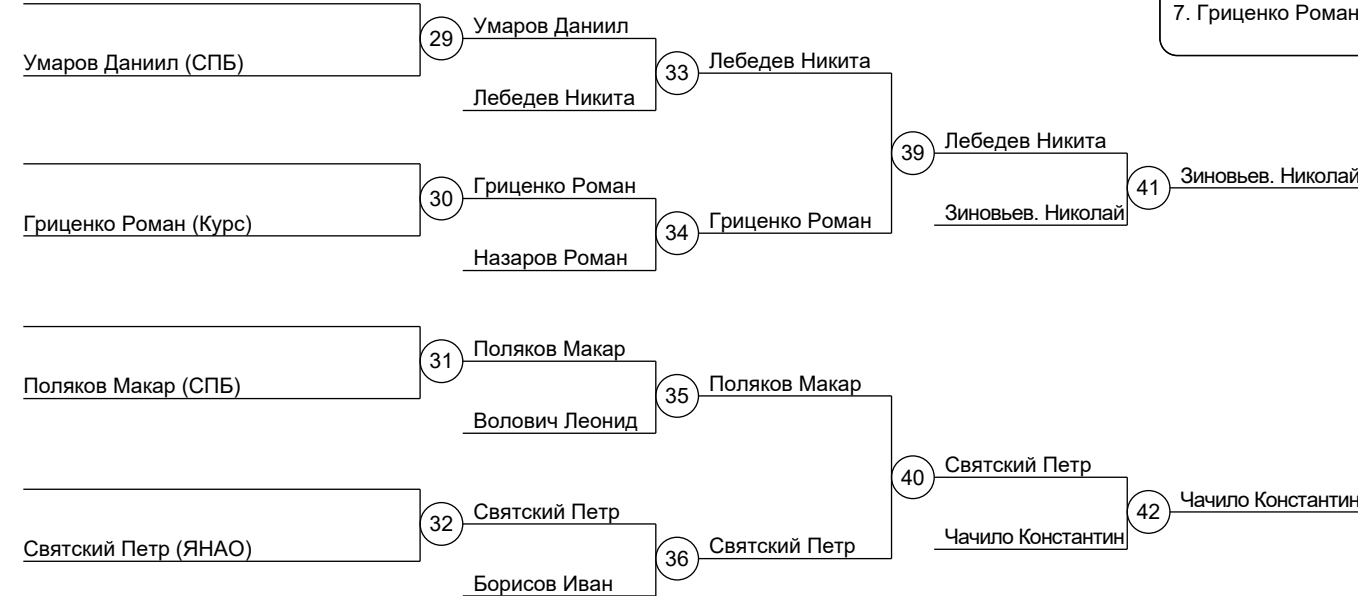 7. Гриценко Роман
29
Умаров Даниил
Умаров Даниил (СПБ)
33
Лебедев Никита
Лебедев Никита
39
Лебедев Никита
30
Гриценко Роман
41
Зиновьев. Николай
Гриценко Роман (Курс)
34
Гриценко Роман
Зиновьев. Николай
Назаров Роман
31
Поляков Макар
Поляков Макар (СПБ)
35
Поляков Макар
Волович Леонид
40
Святский Петр
32
Святский Петр
42
Чачило Константин
Святский Петр (ЯНАО)
36
Святский Петр
Чачило Константин
Борисов Иван